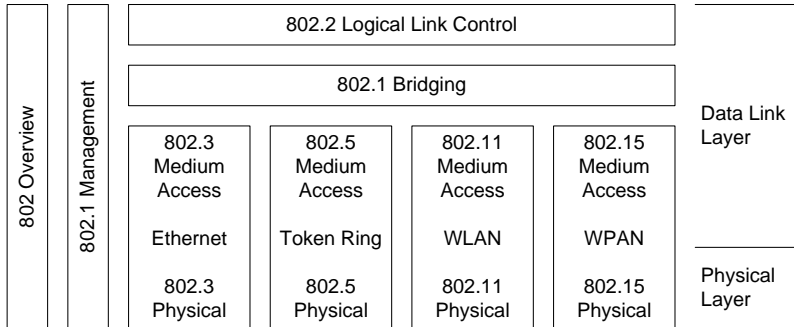 802 Overview
802.1 Management
802.2 Logical Link Control
802.1 Bridging
802.3
Medium
Access
Ethernet
802.3
Physical
802.5
Medium
Access
Token Ring
802.5
Physical
802.11
Medium
Access
WLAN
802.11
Physical
802.15
Medium
Access
WPAN
802.15
Physical
Data Link
Layer
Physical
Layer